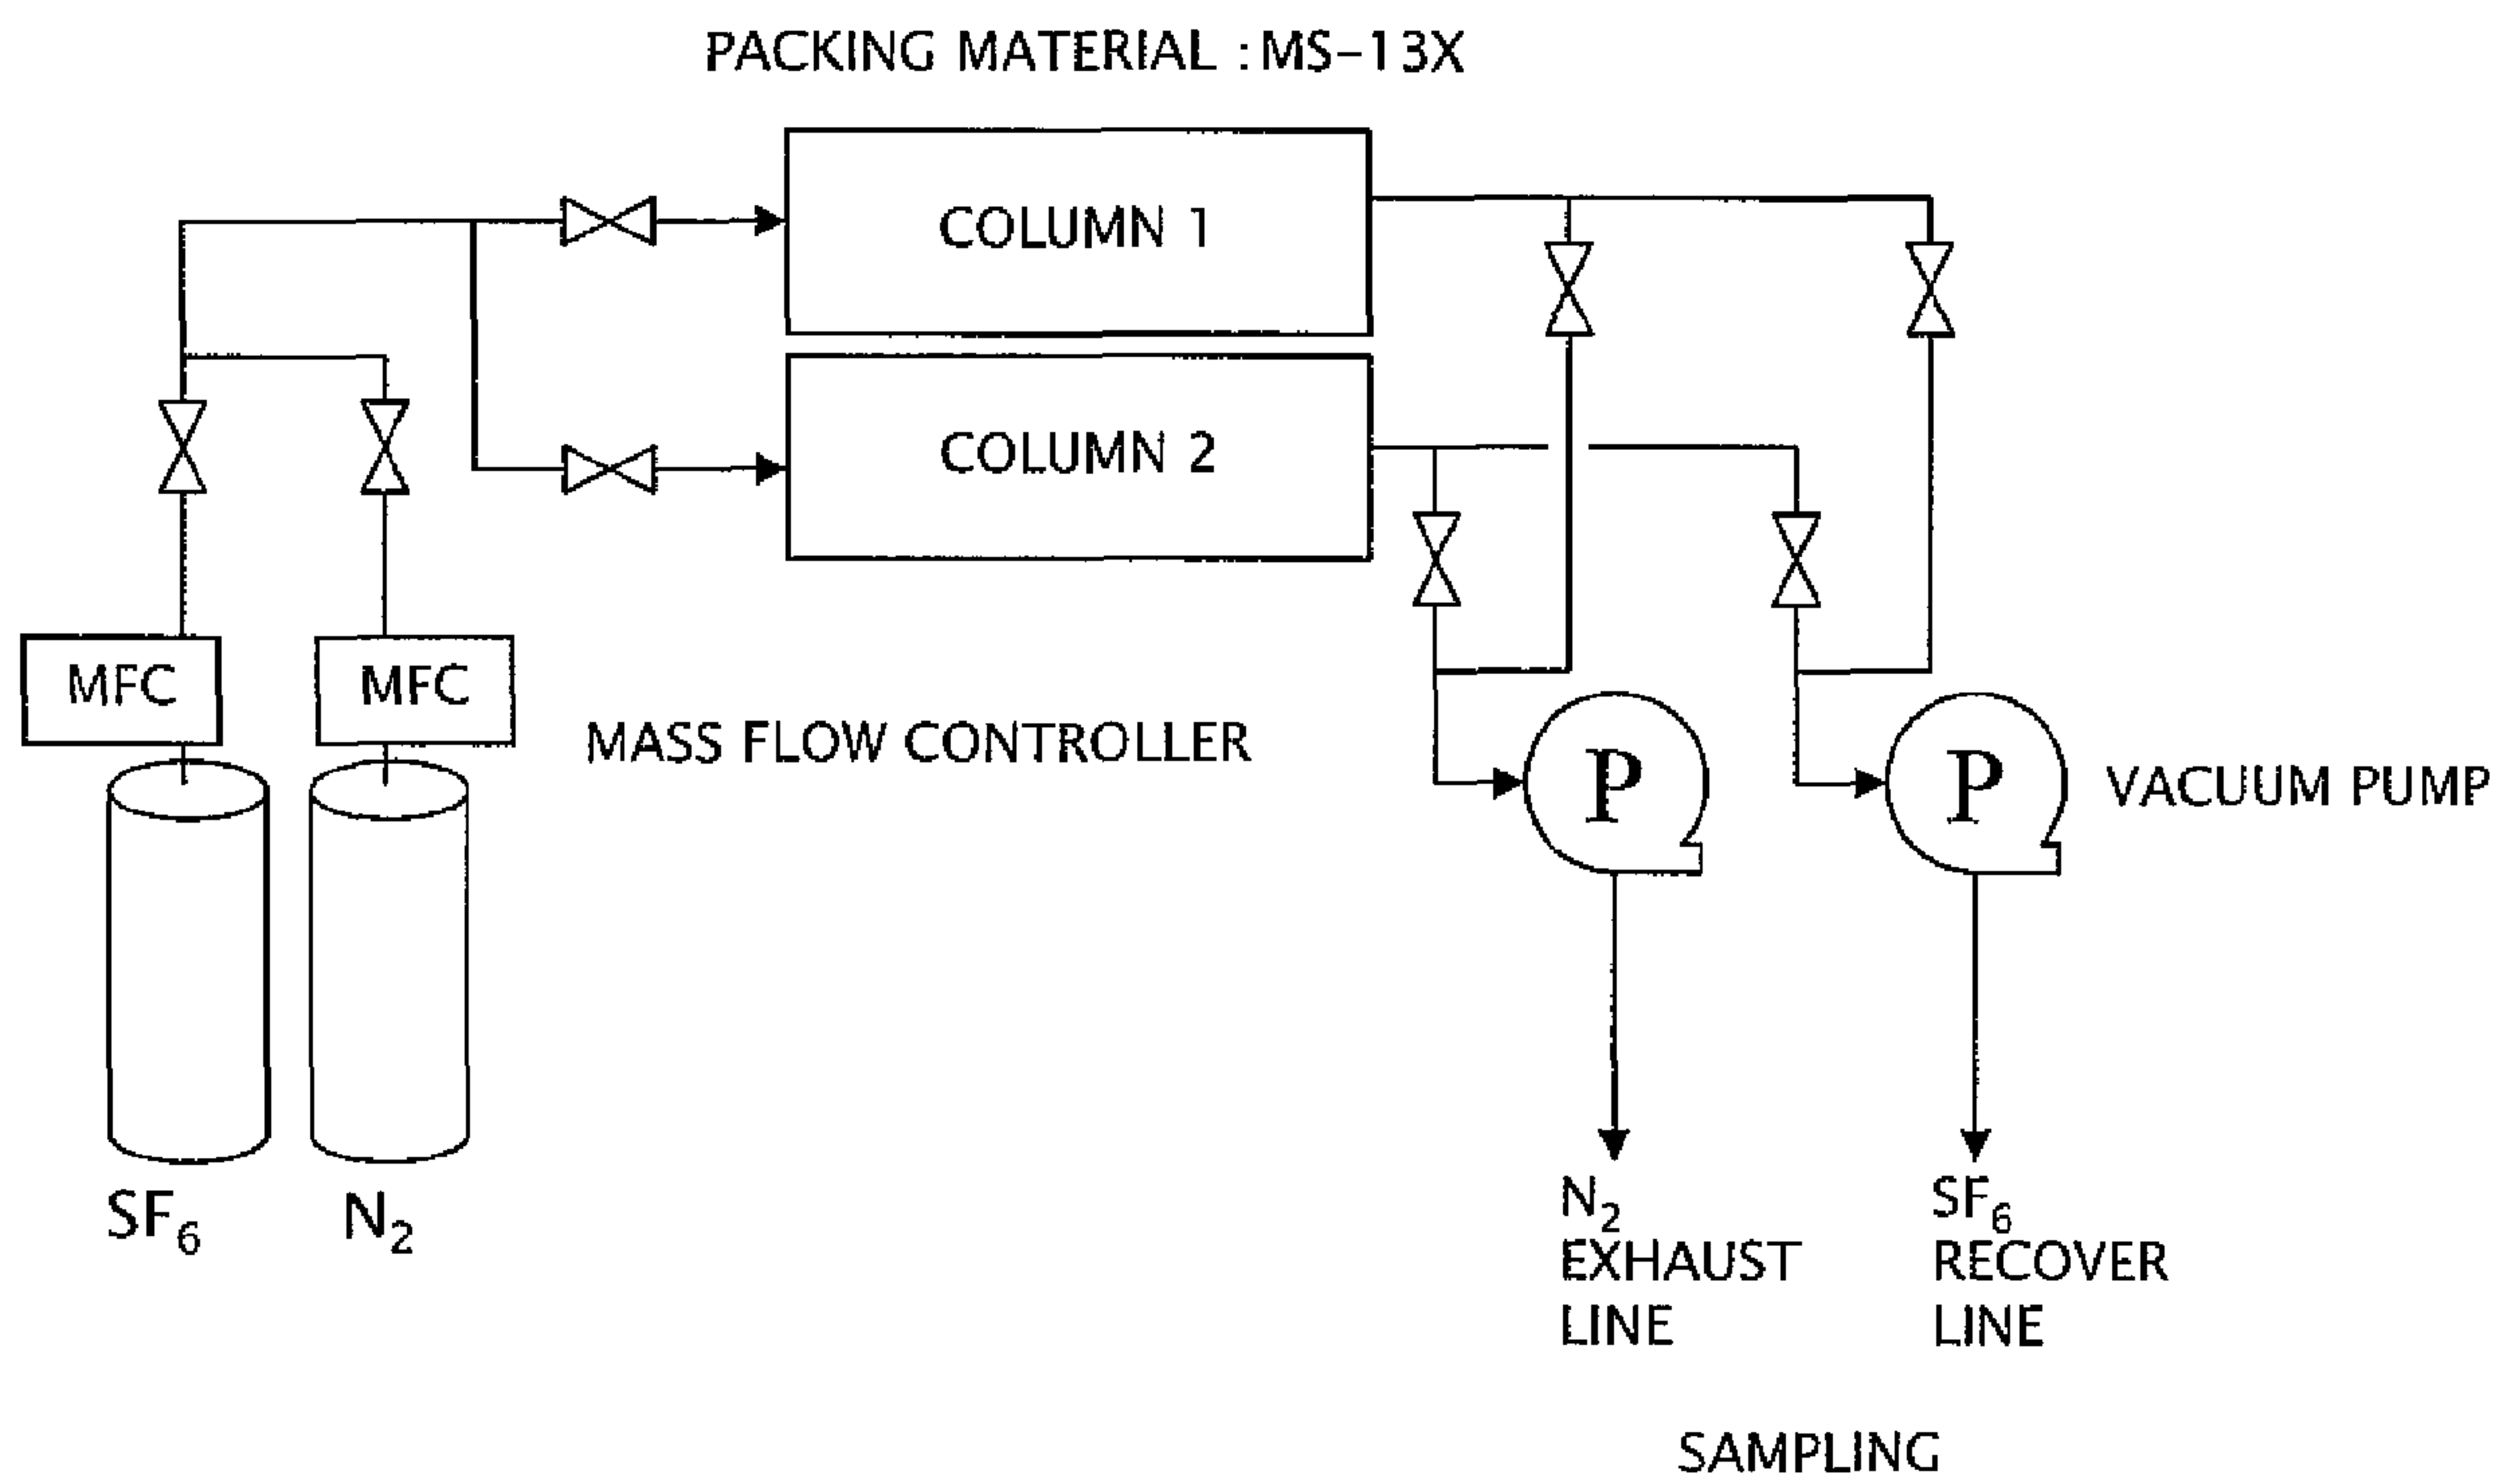 PACKING MATERIAL : MS-13X
COLUMN 1
COLUMN 2
MFC
MFC
MASS FLOW CONTROLLER
P
P
VACUUM PUMP
SF6
N2
N2
EXHAUST
LINE
SF6
RECOVER
LINE
SAMPLING